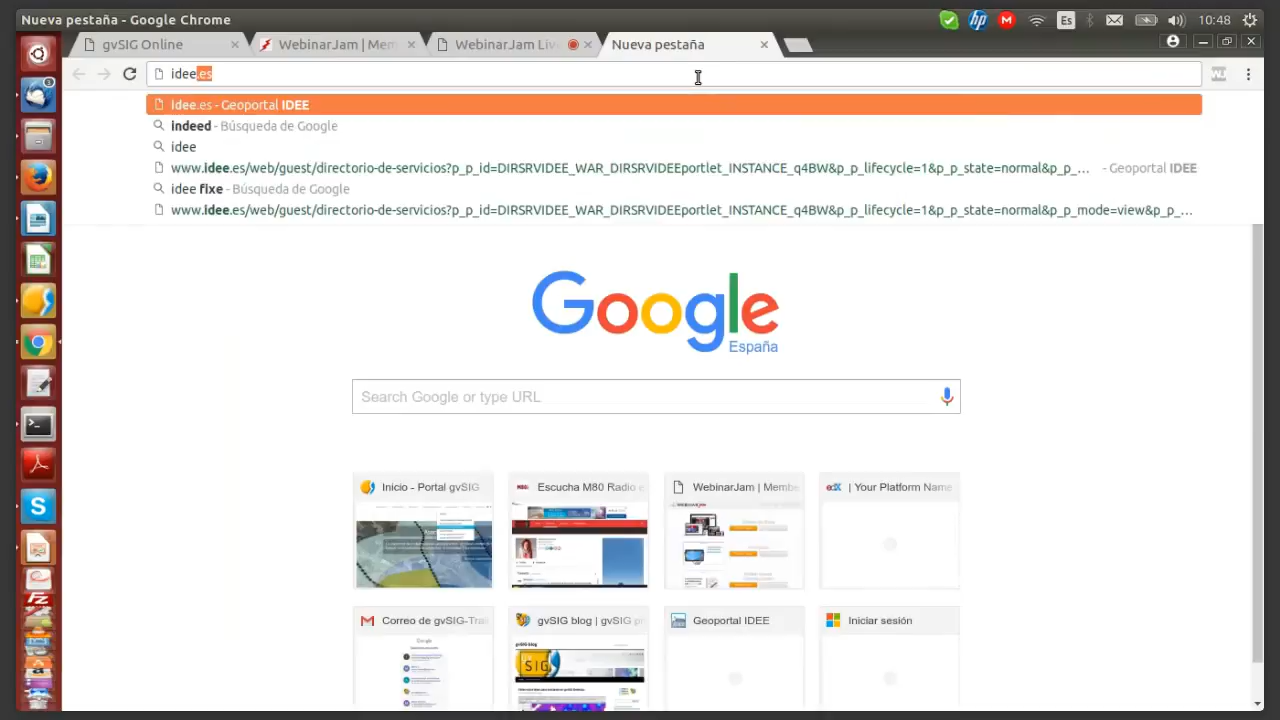 Nueva pestaña - Google Chrome
Es
10:48
gvSIG Online
WebinarJam | Mem
WebinarJam Liv
Nueva pestaña
idee.es
idee.es - Geoportal IDEE
indeed - Búsqueda de Google
idee
www.idee.es/web/guest/directorio-de-servicios?p_p_id=DIRSRVIDEE_WAR_DIRSRVIDEEportlet_INSTANCE_q4BW&p_p_lifecycle=1&p_p_state=normal&p_p_... - Geoportal IDEE
idee fixe - Búsqueda de Google
www.idee.es/web/guest/directorio-de-servicios?p_p_id=DIRSRVIDEE_WAR_DIRSRVIDEEportlet_INSTANCE_q4BW&p_p_lifecycle=1&p_p_state=normal&p_p_mode=view&p_p_...
Google
España
Search Google or type URL
Inicio - Portal gvSIG
Escucha M80 Radio e
WebinarJam | Membe
| Your Platform Name
Correo de gvSIG-Trai
gvSIG blog | gvSIG pr
Geoportal IDEE
Iniciar sesión